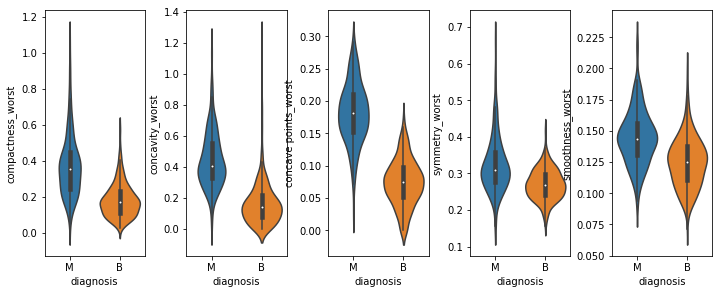 compactness_worst
1.2
1.0
0.8
0.6
0.4
0.2
0.0
M B
diagnosis
concavity_worst
1.4
1.2
1.0
0.8
0.6
0.4
0.2
0.0
M B
diagnosis
concave points_worst
0.30
0.25
0.20
0.15
0.10
0.05
0.00
M B
diagnosis
symmetry_worst
0.7
0.6
0.5
0.4
0.3
0.2
0.1
M B
diagnosis
smoothness_worst
0.225
0.200
0.175
0.150
0.125
0.100
0.075
0.050
M B
diagnosis